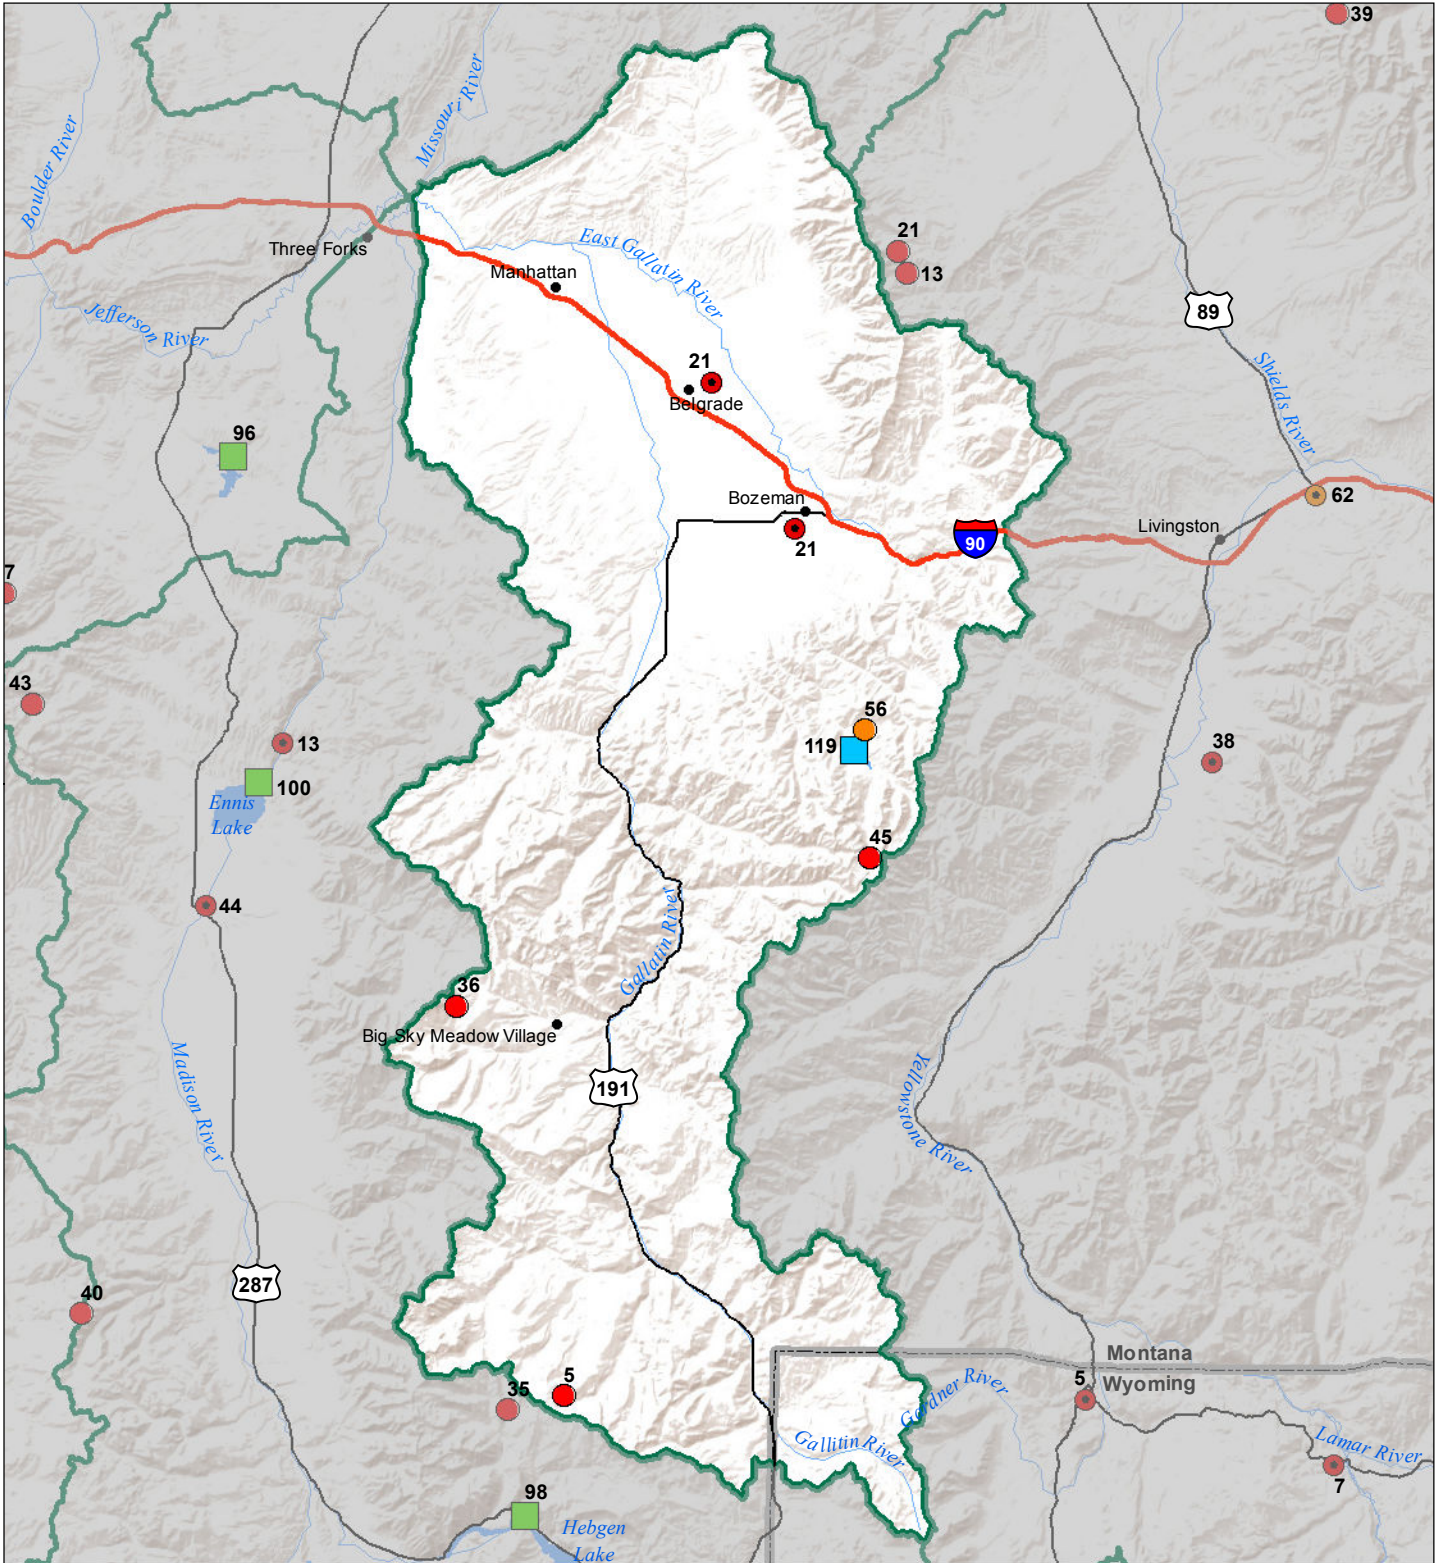 39
Missouri River
Boulder River
21
Three Forks
East Gallatin River
13
Manhattan
89
Jefferson River
Shields River
21
Belgrade
96
62
Bozeman
Livingston
21
90
7
43
56
13
119
38
100
Ennis
Lake
45
44
Gallatin River
36
Big Sky Meadow Village
Madison River
Yellowstone River
191
287
40
Montana
Wyoming
5
35
5
Gardner River
Gallitin River
Lamar River
7
98
Hebgen
Lake